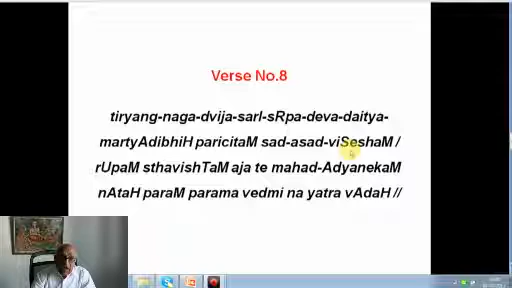 Verse No.8
tiryang-naga-dvija-sarI-sRpa-deva-daitya-
martyAdibhiH paricitaM sad-asad-viSeshaM /
rUpaM sthavishTaM aja te mahad-AdyanekaM
nAtaH paraM parama vedmi na yatra vAdaH //